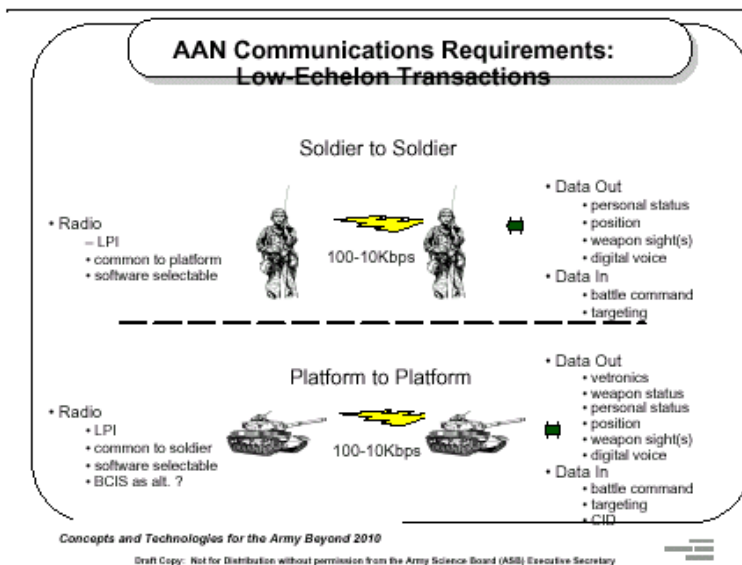 AAN Communications Requirements:
Low-Echelon Transactions
Soldier to Soldier
• Radio
– LPI
• common to platform
• software selectable
100-10Kbps
• Data Out
• personal status
• position
• weapon sight(s)
• digital voice
• Data In
• battle command
• targeting
Platform to Platform
• Radio
• LPI
• common to soldier
• software selectable
• BCIS as alt. ?
100-10Kbps
• Data Out
• vetronics
• weapon status
• personal status
• position
• weapon sight(s)
• digital voice
• Data In
• battle command
• targeting
• CID
Concepts and Technologies for the Army Beyond 2010
Draft Copy: Not for Distribution without permission from the Army Science Board (ASB) Executive Secretary